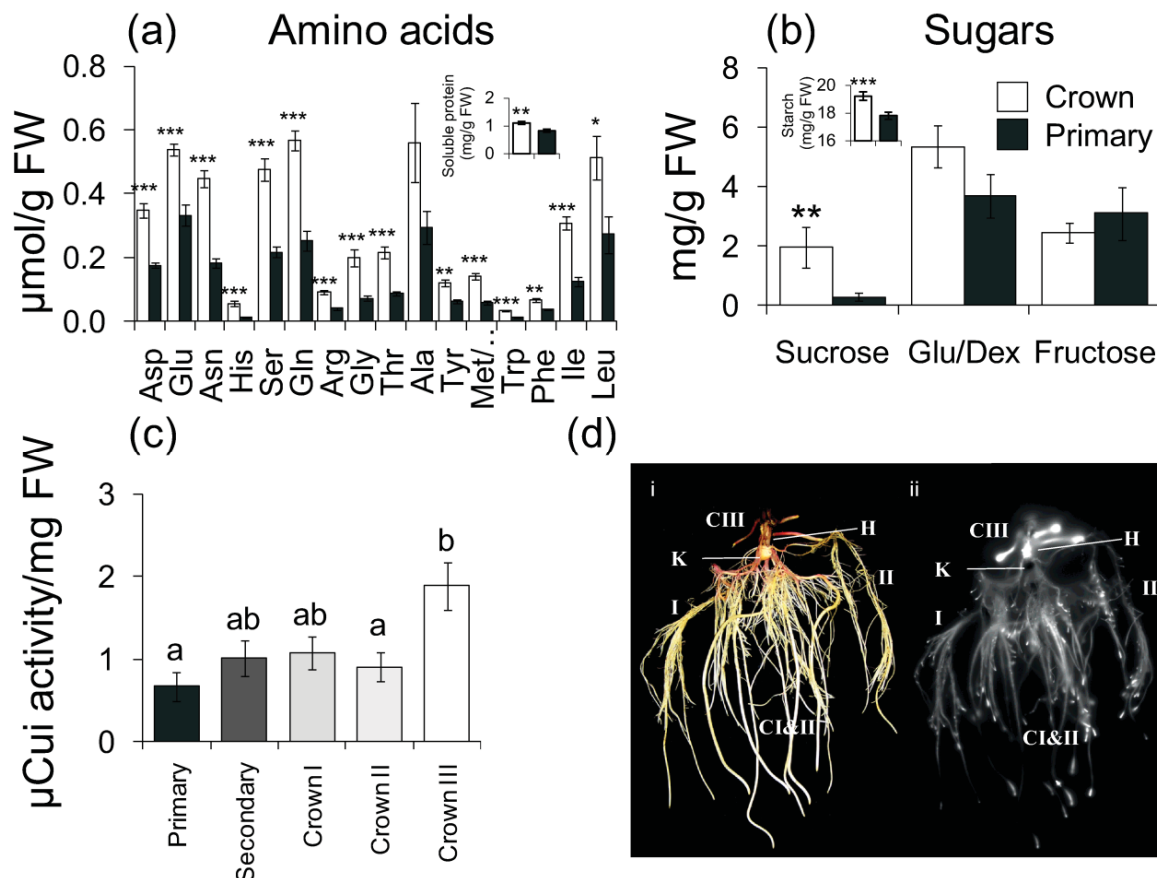 (a) Amino acids
µmol/g FW
0.8
0.6
0.4
0.2
0.0
***
***
***
***
***
***
***
***
***
**
***
***
**
***
*
Soluble protein
(mg/g FW)
2
1
0
**
Asp
Glu
Asn
His
Ser
Gln
Arg
Gly
Thr
Ala
Tyr
Met/..
Trp
Phe
Ile
Leu
(b) Sugars
mg/g FW
8
6
4
2
0
Starch
(mg/g FW)
20
18
16
***
Crown
Primary
**
Sucrose Glu/Dex Fructose
(c)
µCui activity/mg FW
3
2
1
0
a
ab
ab
a
b
Primary
Secondary
Crown I
Crown II
Crown III
(d)
i
CIII
H
K
I
II
CI&II
ii
CIII
H
K
I
II
CI&II